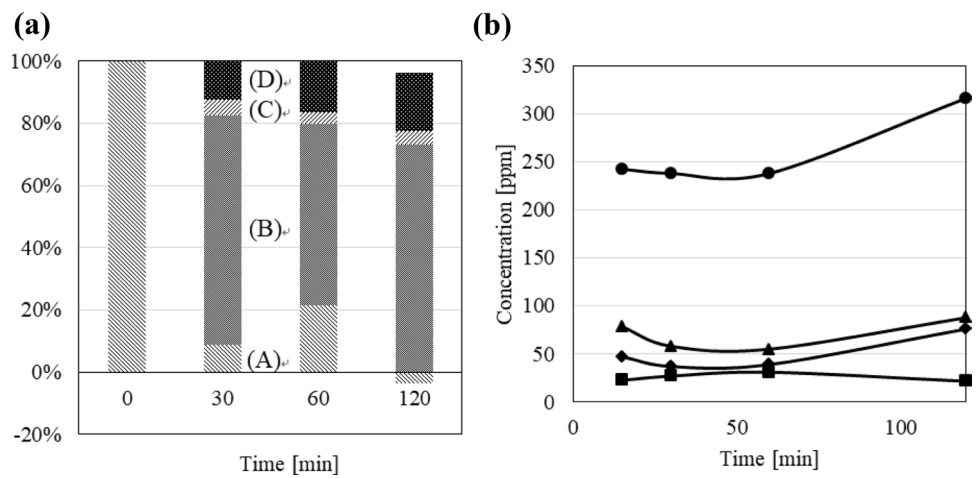 (a)
100%
80%
60%
40%
20%
0%
-20%
(D)
(C)
(B)
(A)
0 30 60 120
Time [min]
(b)
Concentration [ppm]
350
300
250
200
150
100
50
0
0 50 100
Time [min]